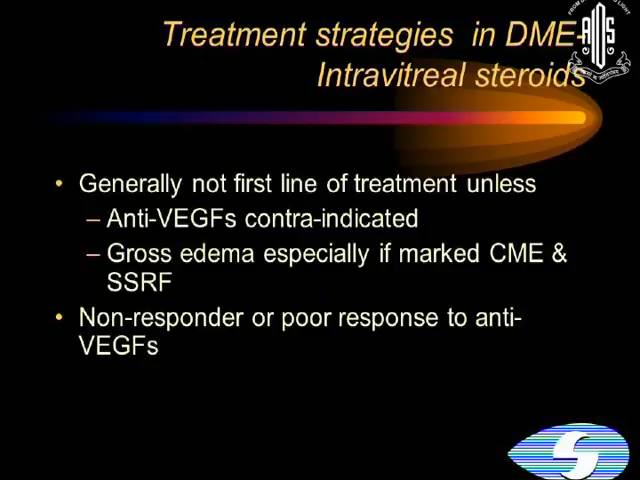 Treatment strategies in DME-
Intravitreal steroids
• Generally not first line of treatment unless
– Anti-VEGFs contra-indicated
– Gross edema especially if marked CME &
SSRF
• Non-responder or poor response to anti-
VEGFs